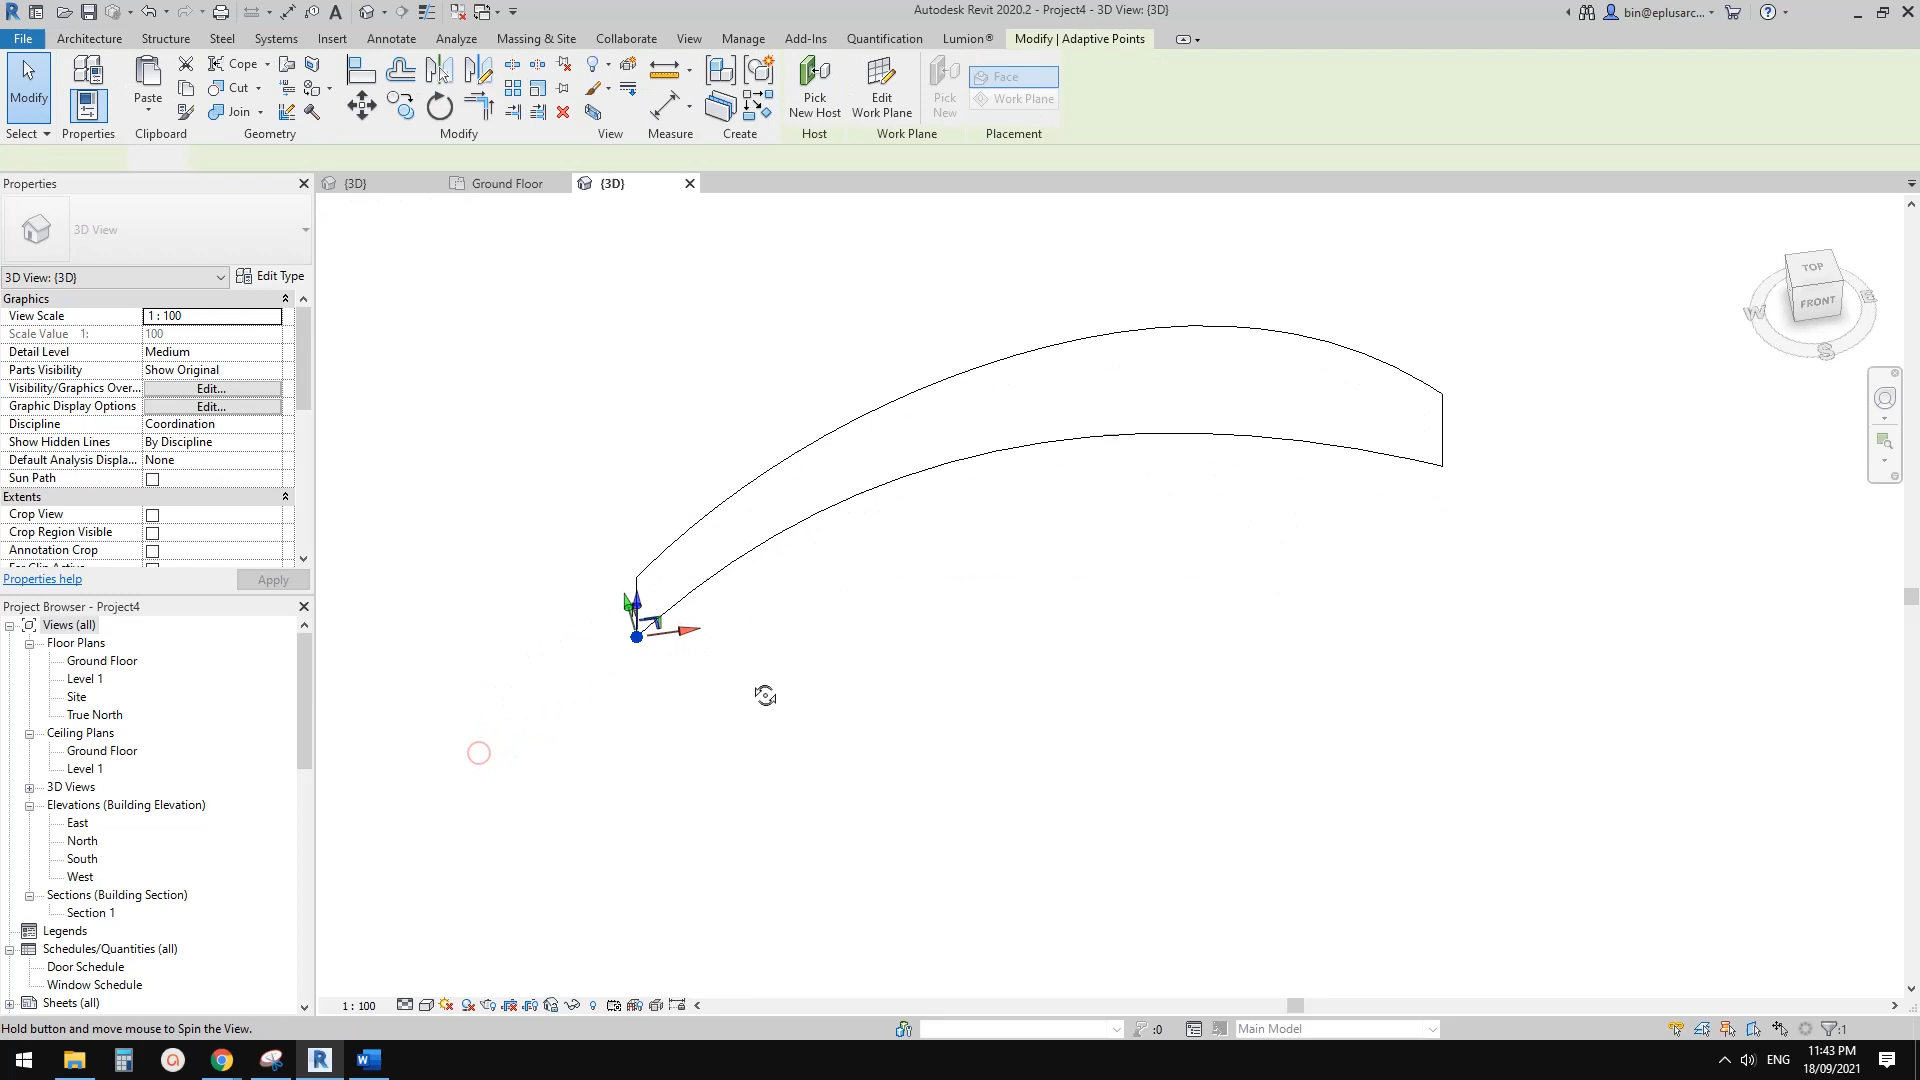 Autodesk Revit 2020.2 - Project4 - 3D View: {3D}
bin@eplusarc...
File Architecture Structure Steel Systems Insert Annotate Analyze Massing & Site Collaborate View Manage Add-Ins Quantification Lumion® Modify | Adaptive Points
Modify
Paste
Cope
Cut
Join
Pick New Host
Edit Work Plane
Pick New
Face
Work Plane
Select Properties Clipboard Geometry Modify View Measure Create Host Work Plane Placement
Properties
{3D} Ground Floor {3D}
3D View
3D View: {3D} Edit Type
Graphics
View Scale 1 : 100
Scale Value 1: 100
Detail Level Medium
Parts Visibility Show Original
Visibility/Graphics Over... Edit...
Graphic Display Options Edit...
Discipline Coordination
Show Hidden Lines By Discipline
Default Analysis Displa... None
Sun Path
Extents
Crop View
Crop Region Visible
Annotation Crop
Properties help Apply
TOP
FRONT
W
E
S
Project Browser - Project4
Views (all)
Floor Plans
Ground Floor
Level 1
Site
True North
Ceiling Plans
Ground Floor
Level 1
3D Views
Elevations (Building Elevation)
East
North
South
West
Sections (Building Section)
Section 1
Legends
Schedules/Quantities (all)
Door Schedule
Window Schedule
Sheets (all)
1 : 100
Hold button and move mouse to Spin the View.
:0
Main Model
:1
ENG
11:43 PM
18/09/2021